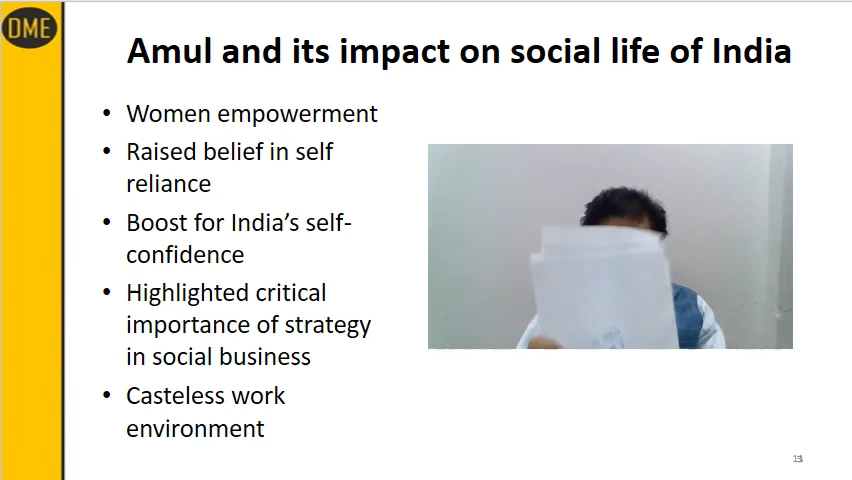 DME
Amul and its impact on social life of India
• Women empowerment
• Raised belief in self
reliance
• Boost for India’s self-
confidence
• Highlighted critical
importance of strategy
in social business
• Casteless work
environment